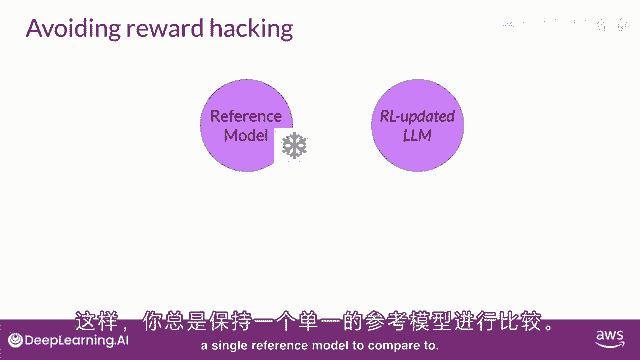 Avoiding reward hacking
Reference
Model
RL-updated
LLM
这样，你总是保持一个单一的参考模型进行比较。
a single reference model to compare to.
DeepLearning.AI
aws